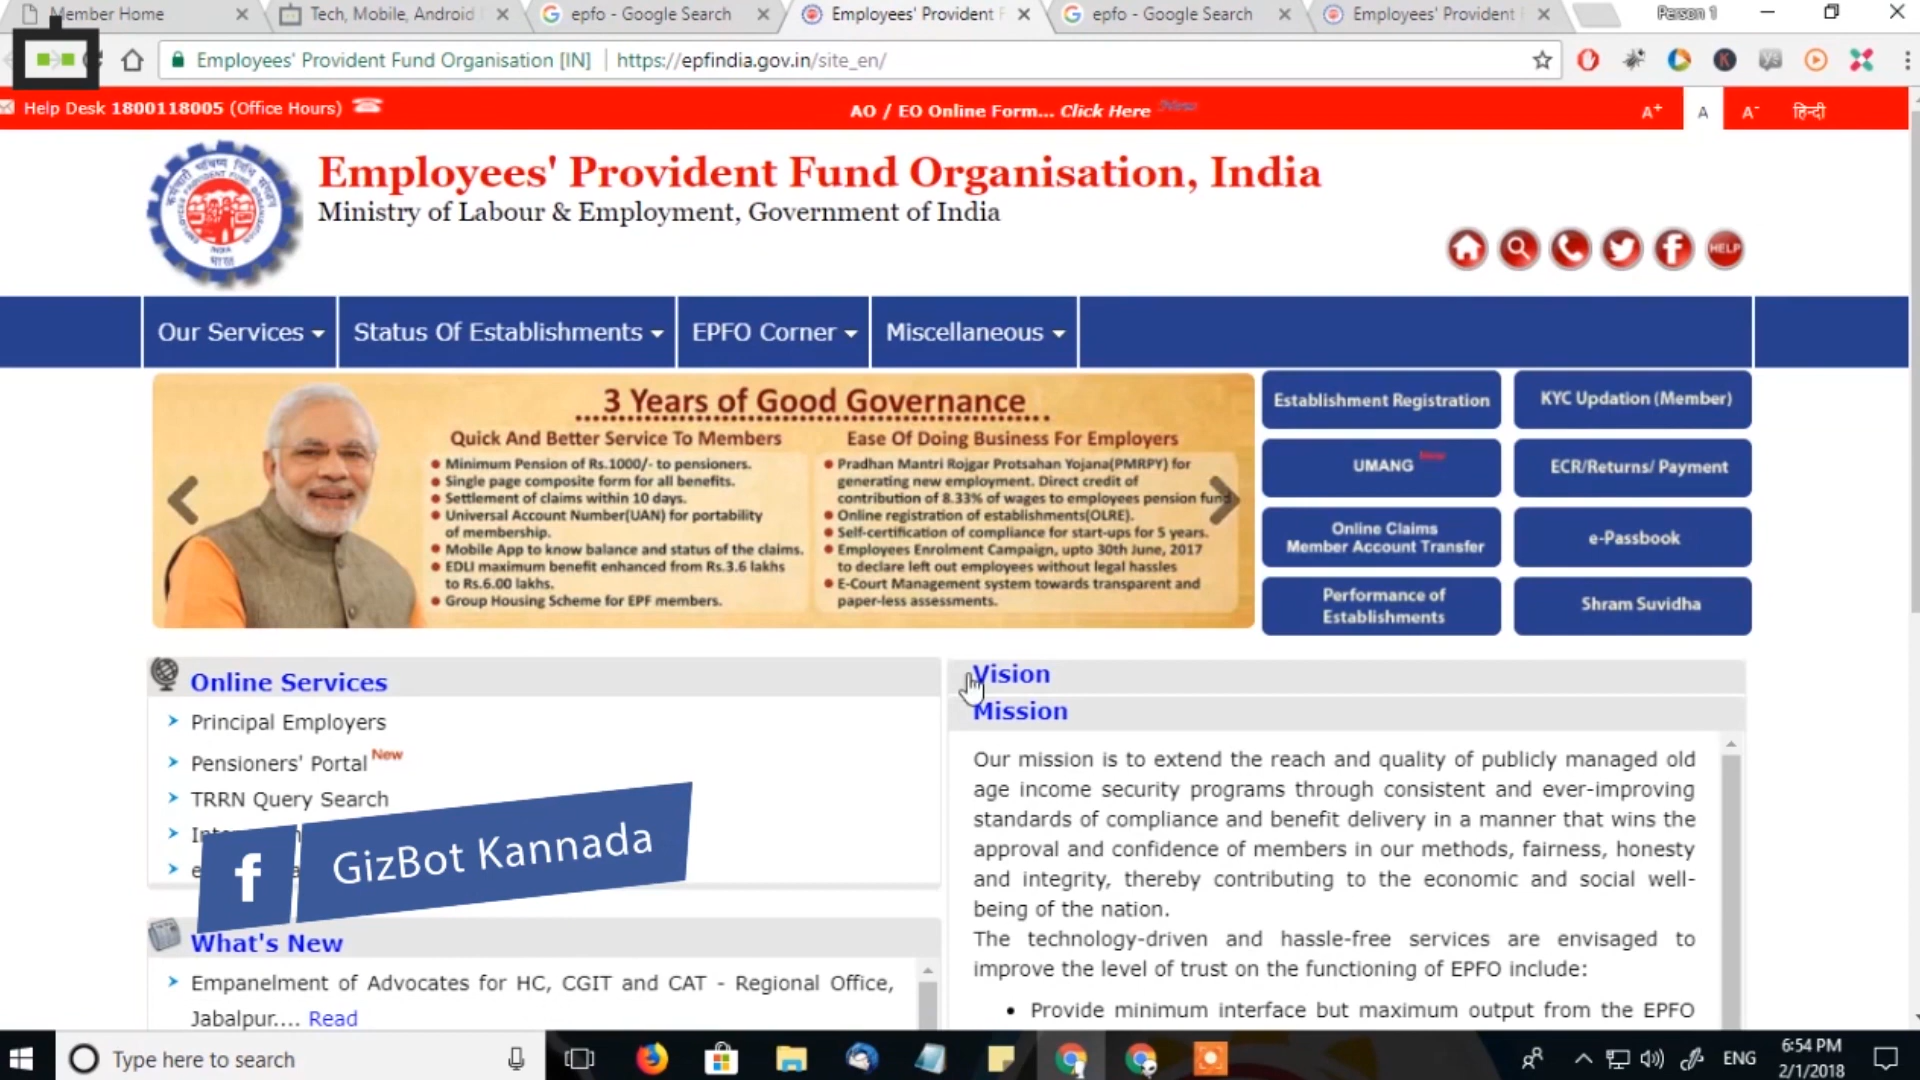 Member Home
Tech, Mobile, Android
epfo - Google Search
Employees' Provident F
epfo - Google Search
Employees' Provident
Person 1
Employees' Provident Fund Organisation [IN] | https://epfindia.gov.in/site_en/
Help Desk 1800118005 (Office Hours)
AO / EO Online Form... Click Here New
A+ A A- हिन्दी
Employees' Provident Fund Organisation, India
Ministry of Labour & Employment, Government of India
HELP
Our Services
Status Of Establishments
EPFO Corner
Miscellaneous
3 Years of Good Governance
Quick And Better Service To Members
Minimum Pension of Rs.1000/- to pensioners.
Single page composite form for all benefits.
Settlement of claims within 10 days.
Universal Account Number(UAN) for portability
of membership.
Mobile App to know balance and status of the claims.
EDLI maximum benefit enhanced from Rs.3.6 lakhs
to Rs.6.00 lakhs.
Group Housing Scheme for EPF members.
Ease Of Doing Business For Employers
Pradhan Mantri Rojgar Protsahan Yojana(PMRPY) for
generating new employment. Direct credit of
contribution of 8.33% of wages to employees pension fund
Online registration of establishments(OLRE).
Self-certification of compliance for start-ups for 5 years.
Employees Enrolment Campaign, upto 30th June, 2017
to declare left out employees without legal hassles
E-Court Management system towards transparent and
paper-less assessments.
Establishment Registration
KYC Updation (Member)
UMANG New
ECR/Returns/ Payment
Online Claims
Member Account Transfer
e-Passbook
Performance of
Establishments
Shram Suvidha
Online Services
Principal Employers
Pensioners' Portal New
TRRN Query Search
GizBot Kannada
What's New
Empanelment of Advocates for HC, CGIT and CAT - Regional Office,
Jabalpur.... Read
Vision
Mission
Our mission is to extend the reach and quality of publicly managed old
age income security programs through consistent and ever-improving
standards of compliance and benefit delivery in a manner that wins the
approval and confidence of members in our methods, fairness, honesty
and integrity, thereby contributing to the economic and social well-
being of the nation.
The technology-driven and hassle-free services are envisaged to
improve the level of trust on the functioning of EPFO include:
• Provide minimum interface but maximum output from the EPFO
Type here to search
ENG
6:54 PM
2/1/2018